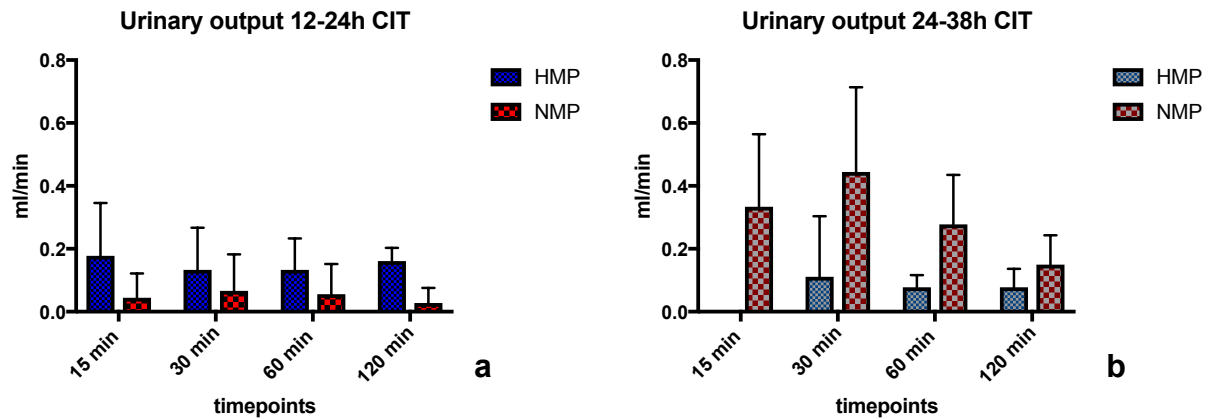 Urinary output 12-24h CIT
0.8
0.6
0.4
0.2
0.0
ml/min
HMP
NMP
15 min
30 min
60 min
120 min
timepoints
a
Urinary output 24-38h CIT
0.8
0.6
0.4
0.2
0.0
ml/min
HMP
NMP
15 min
30 min
60 min
120 min
timepoints
b